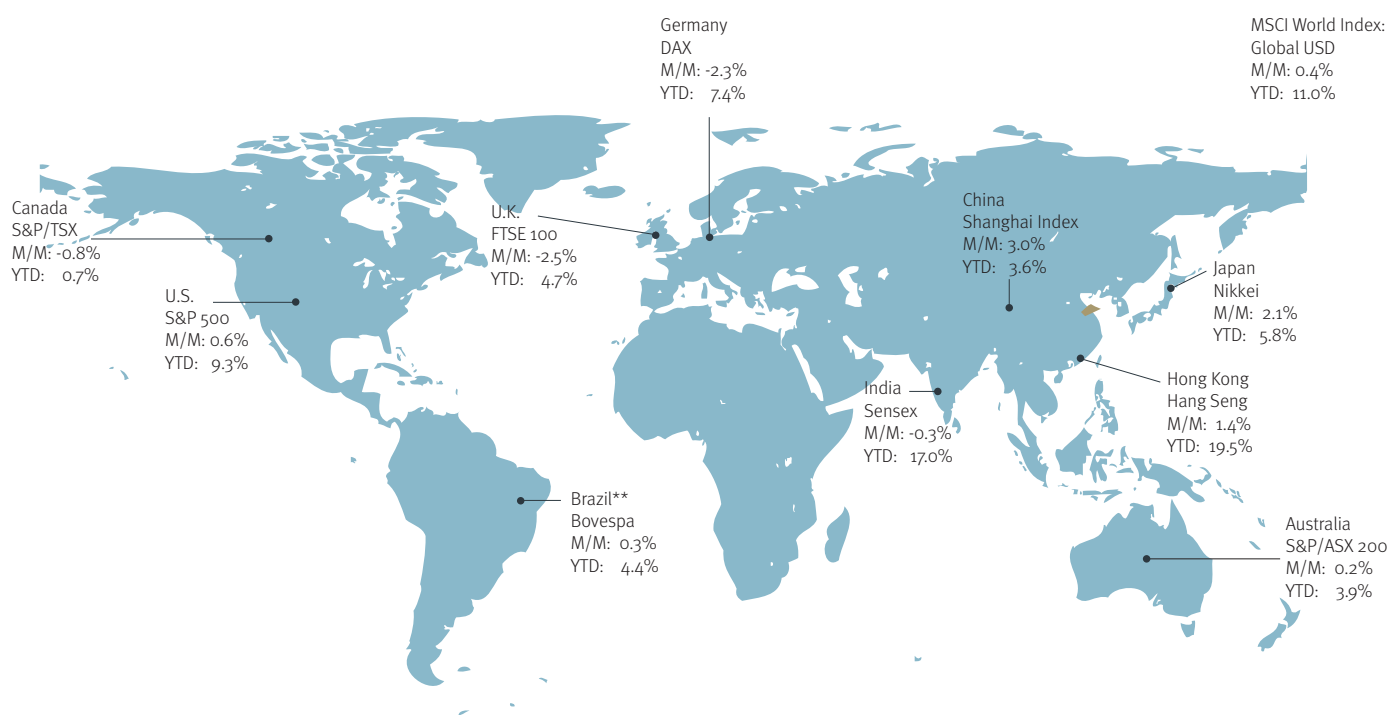 Germany
DAX
M/M: -2.3%
YTD: 7.4%
MSCI World Index:
Global USD
M/M: 0.4%
YTD: 11.0%
Canada
S&P/TSX
M/M: -0.8%
YTD: 0.7%
U.K.
FTSE 100
M/M: -2.5%
YTD: 4.7%
China
Shanghai Index
M/M: 3.0%
YTD: 3.6%
U.S.
S&P 500
M/M: 0.6%
YTD: 9.3%
Japan
Nikkei
M/M: 2.1%
YTD: 5.8%
India
Sensex
M/M: -0.3%
YTD: 17.0%
Hong Kong
Hang Seng
M/M: 1.4%
YTD: 19.5%
Brazil**
Bovespa
M/M: 0.3%
YTD: 4.4%
Australia
S&P/ASX 200
M/M: 0.2%
YTD: 3.9%